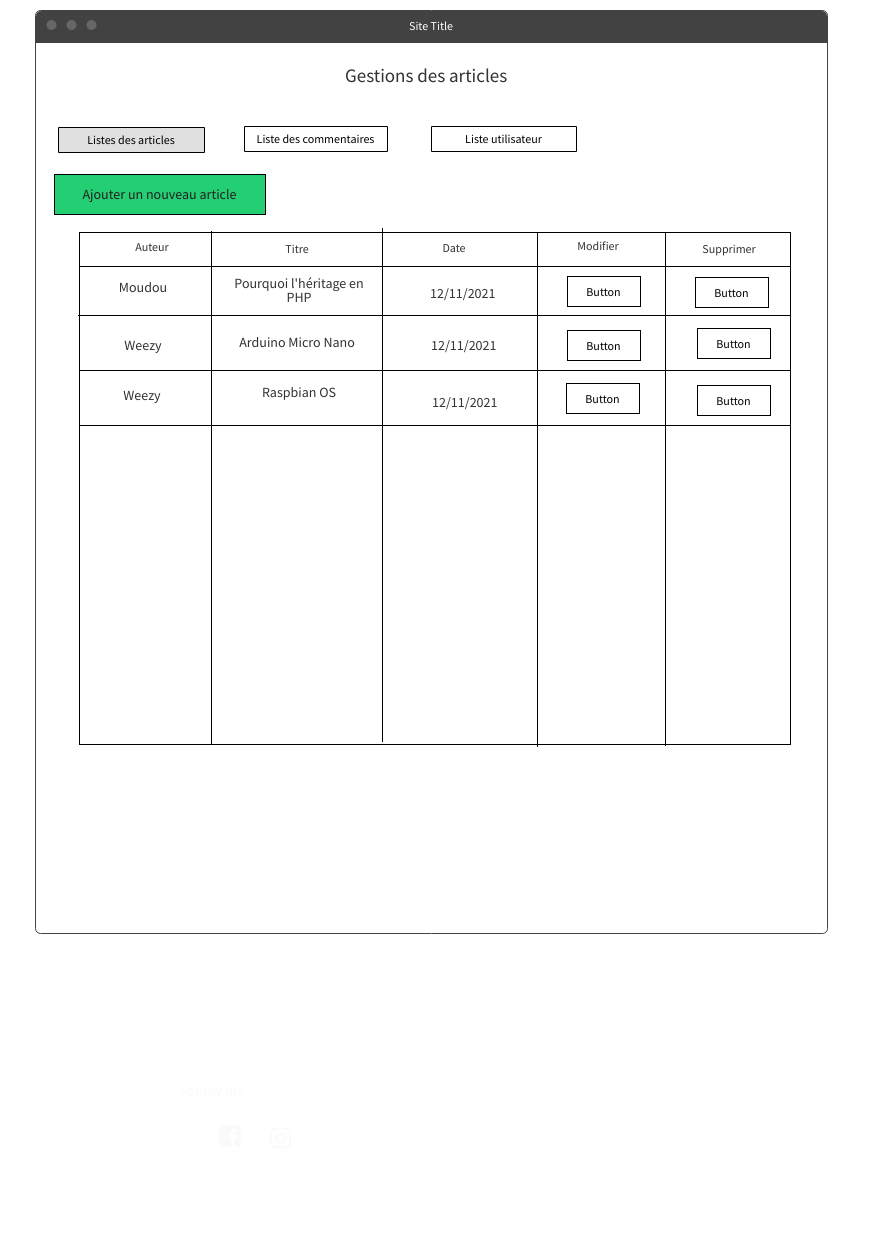 Site Title
Gestions des articles
Listes des articles
Liste des commentaires
Liste utilisateur
Ajouter un nouveau article
Auteur
Titre
Date
Modifier
Supprimer
Moudou
Pourquoi l'héritage en
PHP
12/11/2021
Button
Button
Weezy
Arduino Micro Nano
12/11/2021
Button
Button
Weezy
Raspbian OS
12/11/2021
Button
Button
Follow me